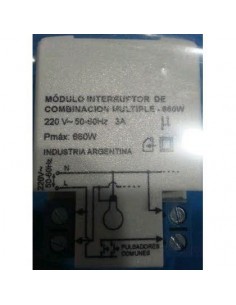 MÓDULO INTERRUPTOR DE
COMBINACION MULTIPLE - 660W
220 V~ 50-60Hz 3A µ
Pmáx: 660W
INDUSTRIA ARGENTINA
220V~
50-60Hz
N
L
PULSADORES
COMUNES